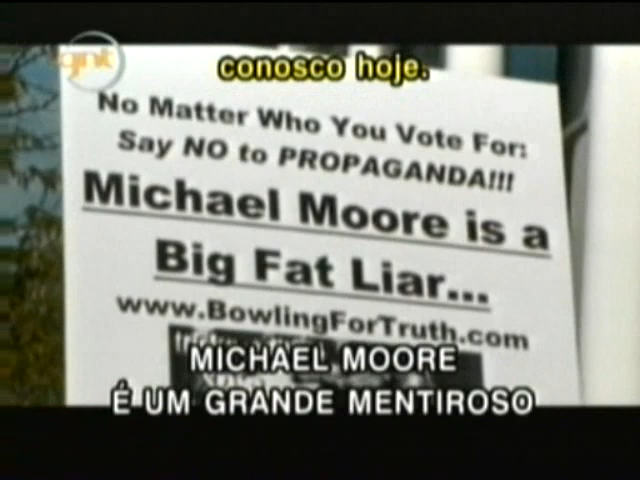 gnt
conosco hoje.
No Matter Who You Vote For:
Say NO to PROPAGANDA!!!
Michael Moore is a
Big Fat Liar...
www.BowlingForTruth.com
MICHAEL MOORE
É UM GRANDE MENTIROSO